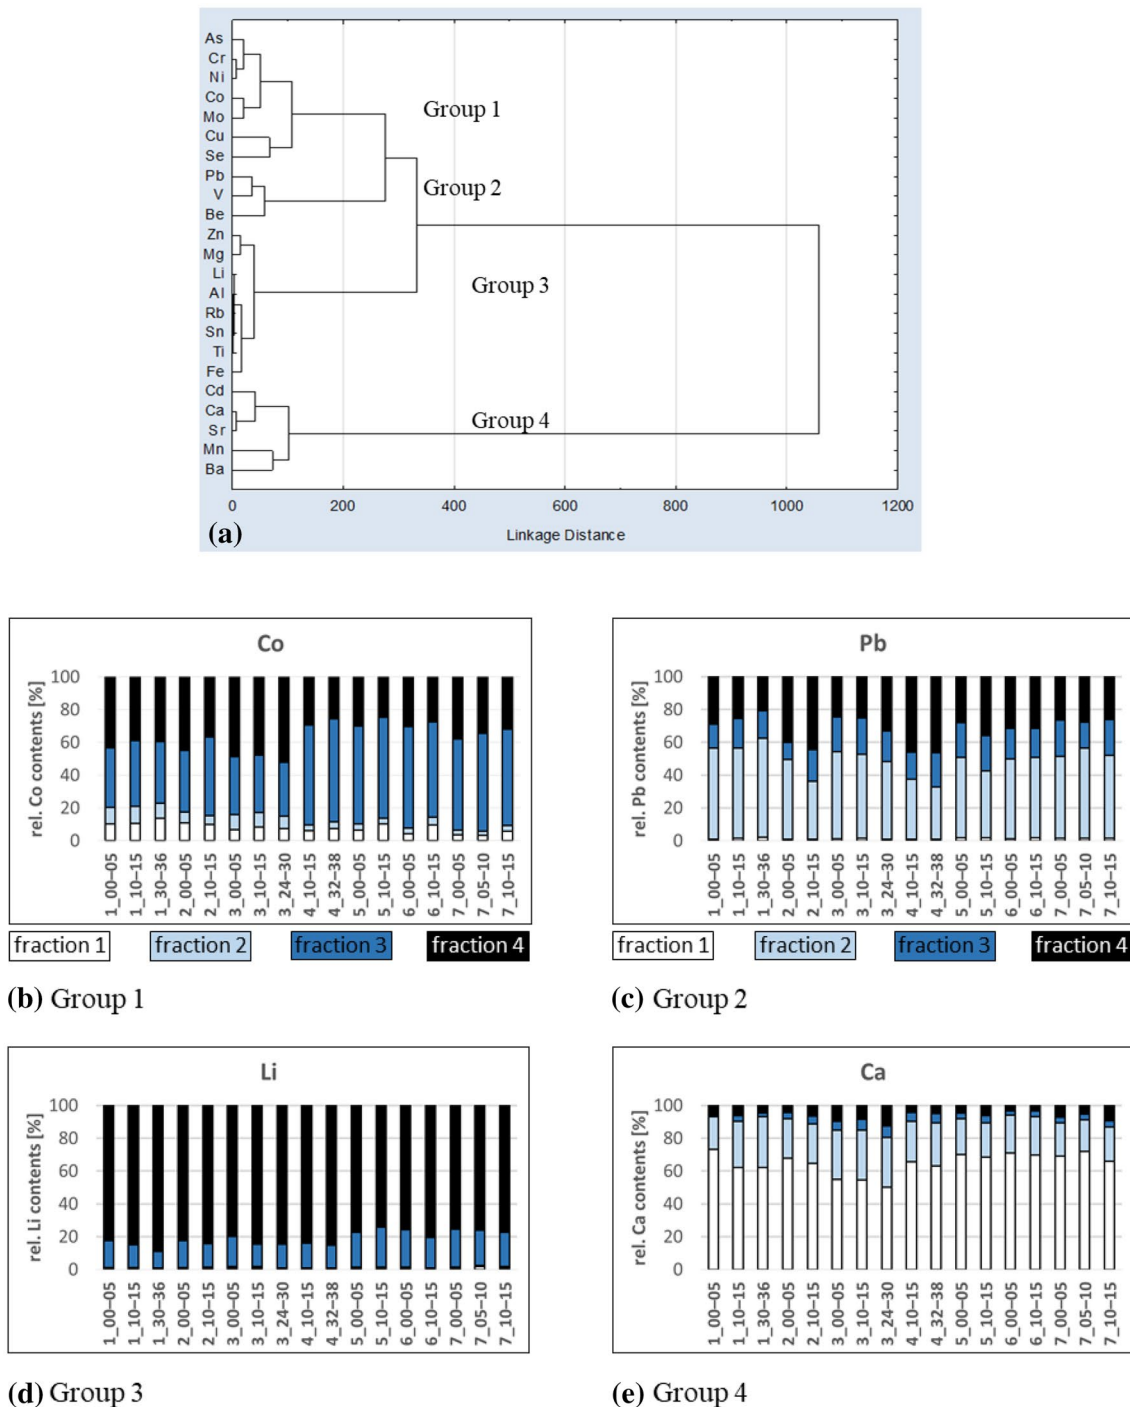 As
Cr
Ni
Co
Mo
Cu
Se
Pb
V
Be
Zn
Mg
Li
Al
Rb
Sn
Ti
Fe
Cd
Ca
Sr
Mn
Ba
Group 1
Group 2
Group 3
Group 4
0 200 400 600 800 1000 1200
Linkage Distance
(a)
Co
rel. Co contents [%]
100
80
60
40
20
0
1_00–05 1_10–15 1_30–36 2_00–05 2_10–15 3_00–05 3_10–15 3_24–30 4_10–15 4_32–38 5_00–05 5_10–15 6_00–05 6_10–15 7_00–05 7_05–10 7_10–15
fraction 1 fraction 2 fraction 3 fraction 4
(b) Group 1
Pb
rel. Pb contents [%]
100
80
60
40
20
0
1_00–05 1_10–15 1_30–36 2_00–05 2_10–15 3_00–05 3_10–15 3_24–30 4_10–15 4_32–38 5_00–05 5_10–15 6_00–05 6_10–15 7_00–05 7_05–10 7_10–15
fraction 1 fraction 2 fraction 3 fraction 4
(c) Group 2
Li
rel. Li contents [%]
100
80
60
40
20
0
1_00–05 1_10–15 1_30–36 2_00–05 2_10–15 3_00–05 3_10–15 3_24–30 4_10–15 4_32–38 5_00–05 5_10–15 6_00–05 6_10–15 7_00–05 7_05–10 7_10–15
(d) Group 3
Ca
rel. Ca contents [%]
100
80
60
40
20
0
1_00–05 1_10–15 1_30–36 2_00–05 2_10–15 3_00–05 3_10–15 3_24–30 4_10–15 4_32–38 5_00–05 5_10–15 6_00–05 6_10–15 7_00–05 7_05–10 7_10–15
(e) Group 4